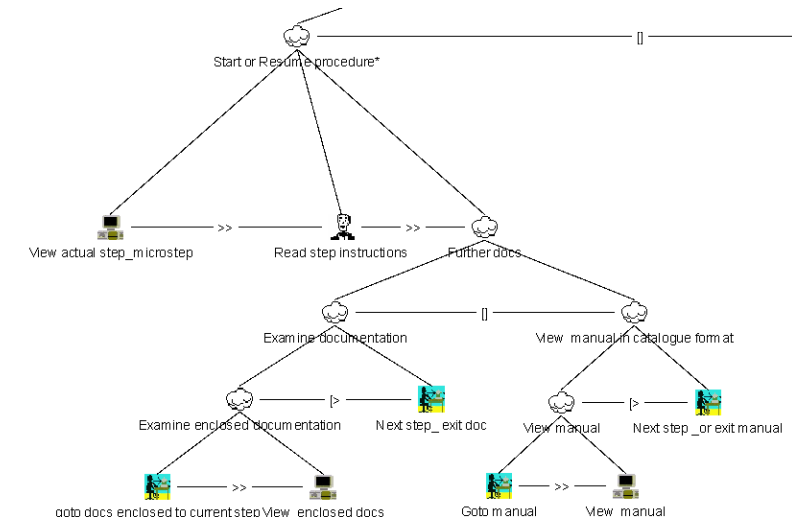 []
Start or Resume procedure*
>> >>
View actual step_microstep Read step instructions Further docs
[]
Examine documentation View manual in catalogue format
[> [>
Examine enclosed documentation Next step_ exit doc View manual Next step _or exit manual
>> >>
goto docs enclosed to current step View enclosed docs Goto manual View manual